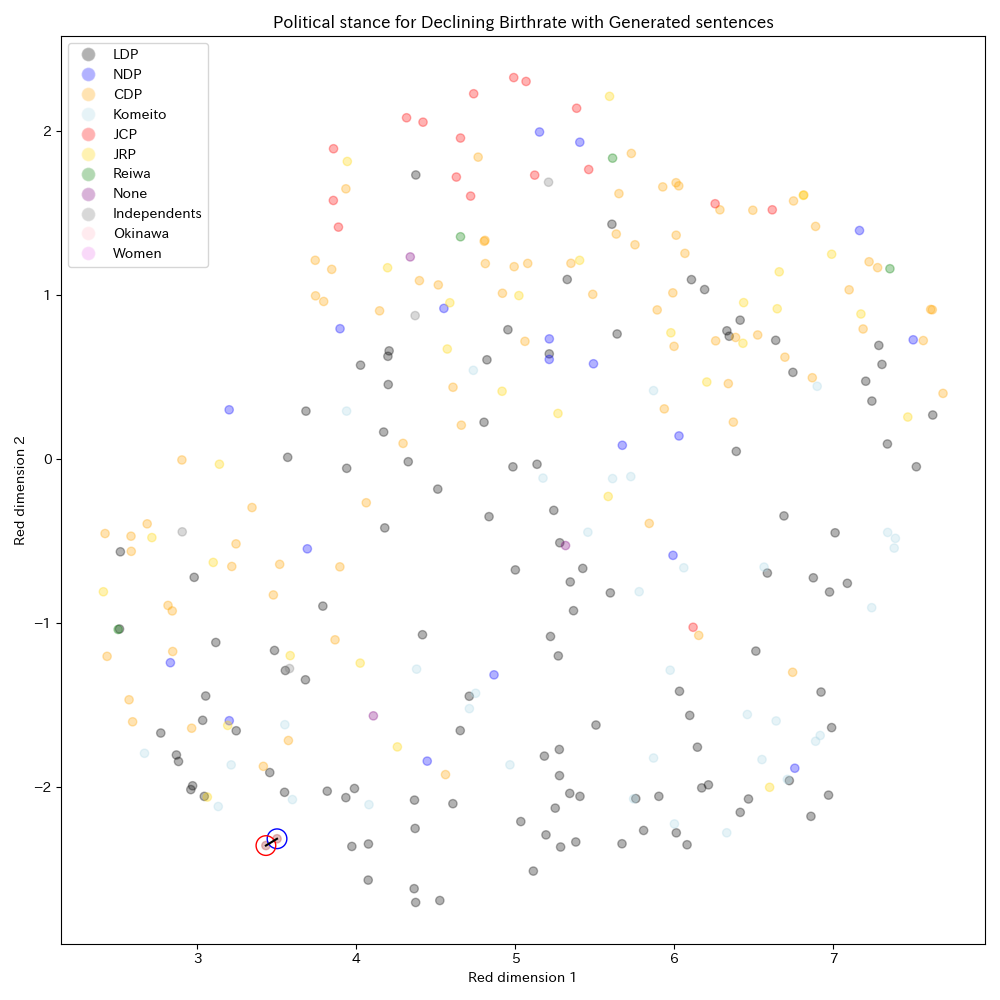 Political stance for Declining Birthrate with Generated sentences
LDP
NDP
CDP
Komeito
JCP
JRP
Reiwa
None
Independents
Okinawa
Women
2
1
0
−1
−2
Red dimension 2
3 4 5 6 7
Red dimension 1